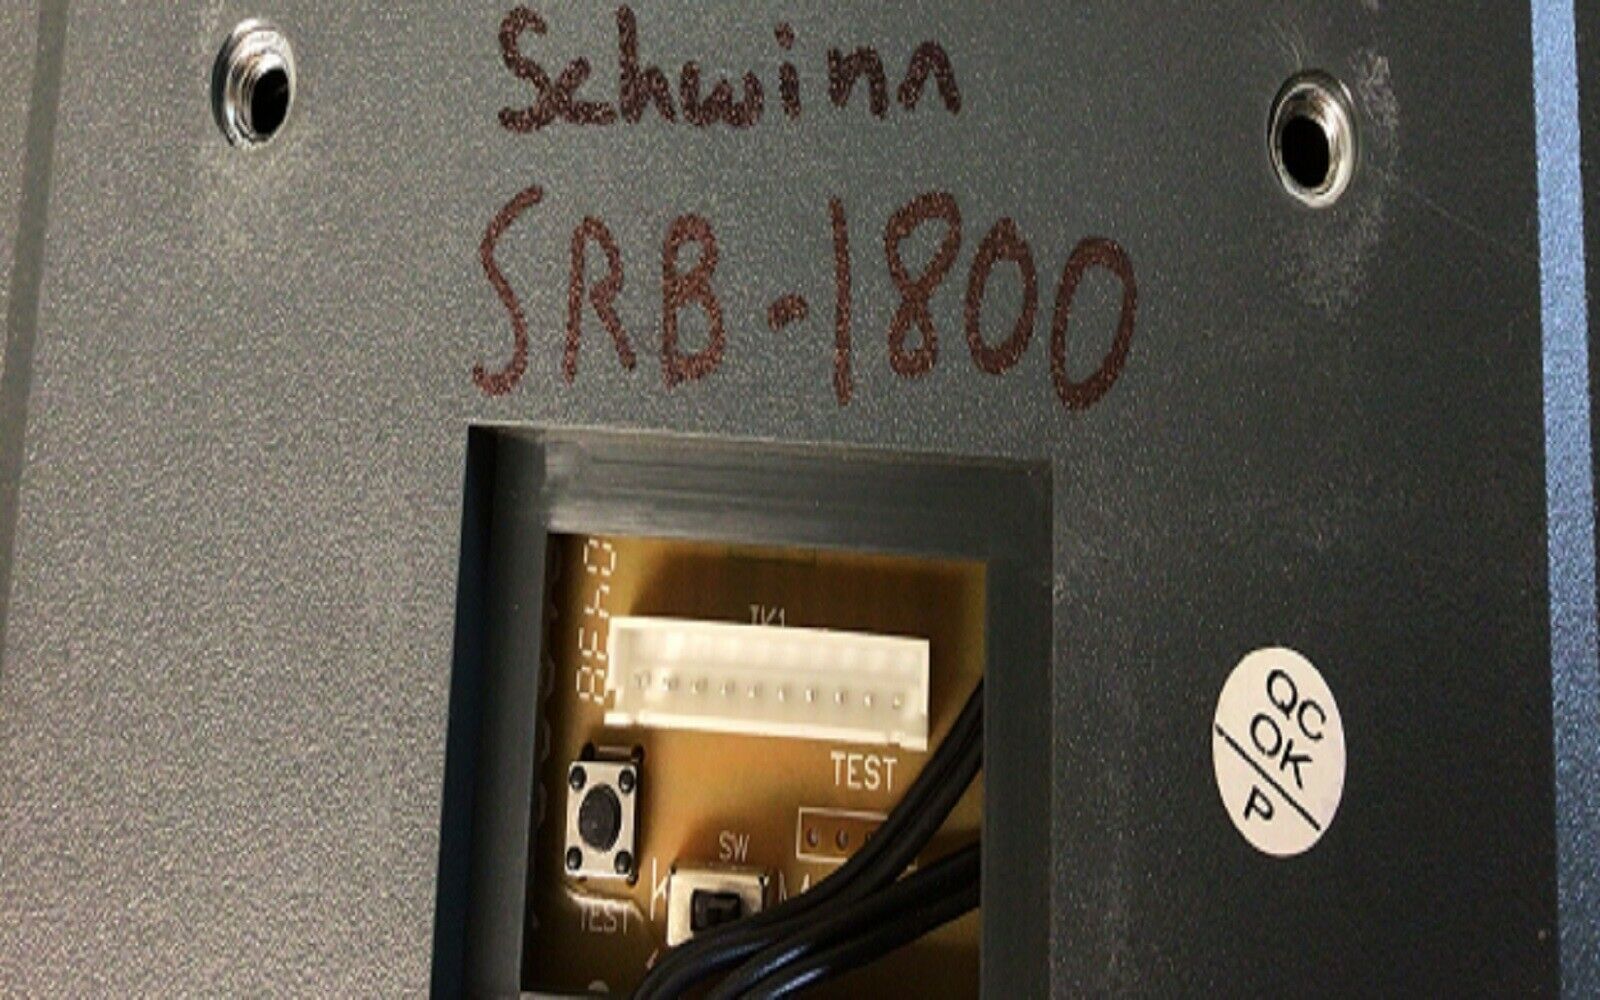 Schwinn
SRB-1800
JK1
TEST
SW
K
M
TEST
QC
OK
P